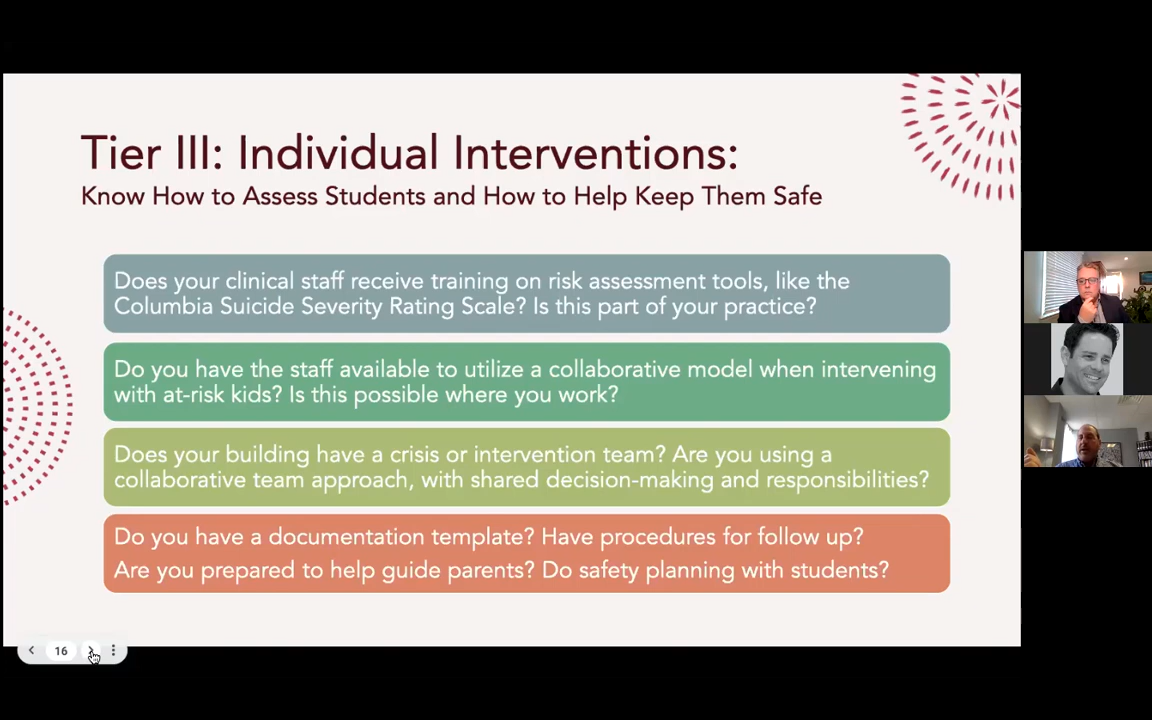 Tier III: Individual Interventions:
Know How to Assess Students and How to Help Keep Them Safe
Does your clinical staff receive training on risk assessment tools, like the
Columbia Suicide Severity Rating Scale? Is this part of your practice?
Do you have the staff available to utilize a collaborative model when intervening
with at-risk kids? Is this possible where you work?
Does your building have a crisis or intervention team? Are you using a
collaborative team approach, with shared decision-making and responsibilities?
Do you have a documentation template? Have procedures for follow up?
Are you prepared to help guide parents? Do safety planning with students?
16